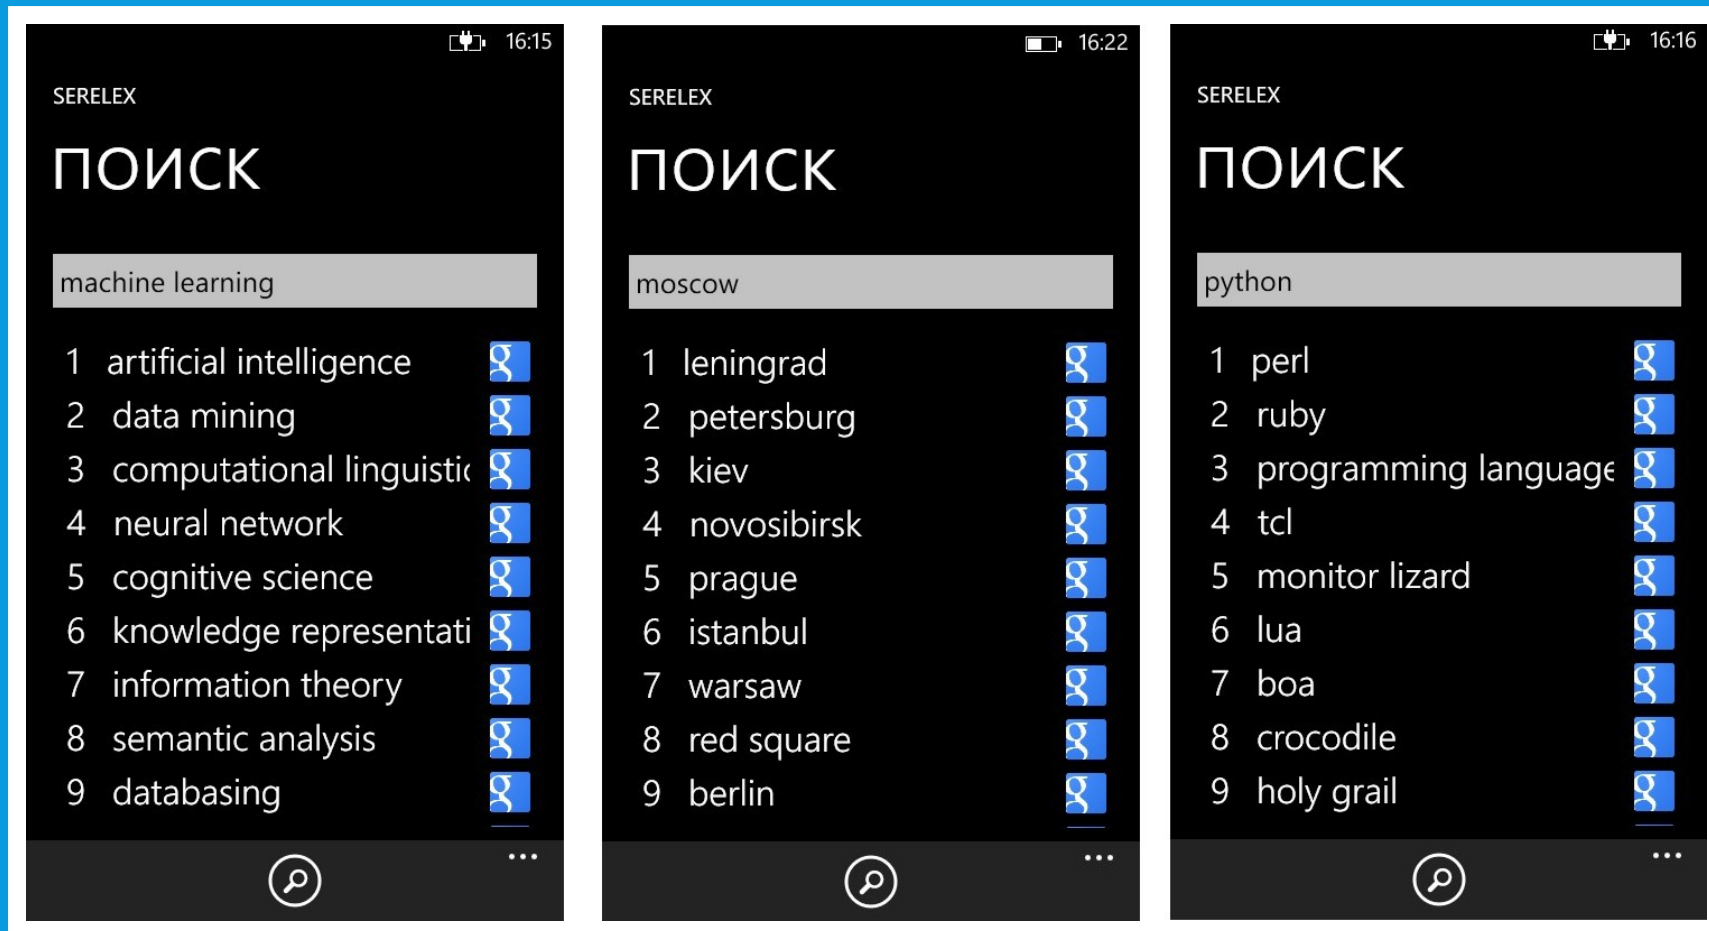 16:15
SERELEX
ПОИСК
machine learning
1 artificial intelligence
2 data mining
3 computational linguistic
4 neural network
5 cognitive science
6 knowledge representati
7 information theory
8 semantic analysis
9 databasing
16:22
SERELEX
ПОИСК
moscow
1 leningrad
2 petersburg
3 kiev
4 novosibirsk
5 prague
6 istanbul
7 warsaw
8 red square
9 berlin
16:16
SERELEX
ПОИСК
python
1 perl
2 ruby
3 programming language
4 tcl
5 monitor lizard
6 lua
7 boa
8 crocodile
9 holy grail